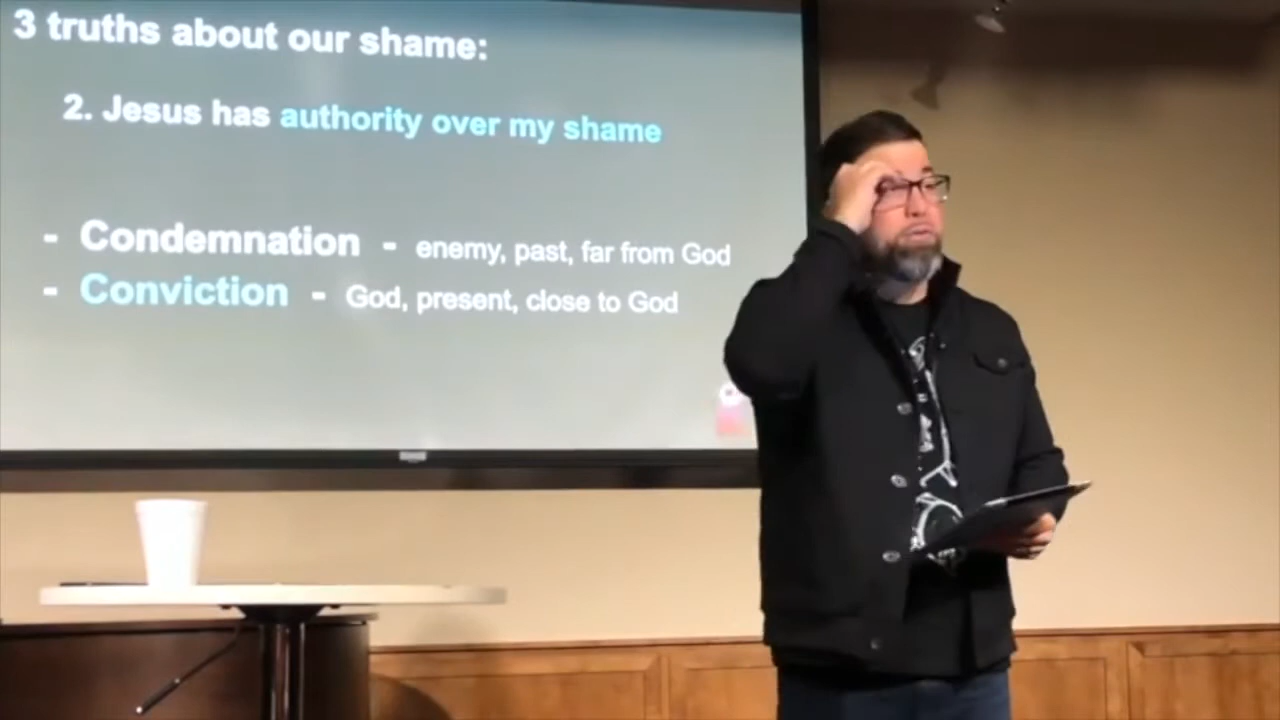 3 truths about our shame:
2. Jesus has authority over my shame
- Condemnation - enemy, past, far from God
- Conviction - God, present, close to God